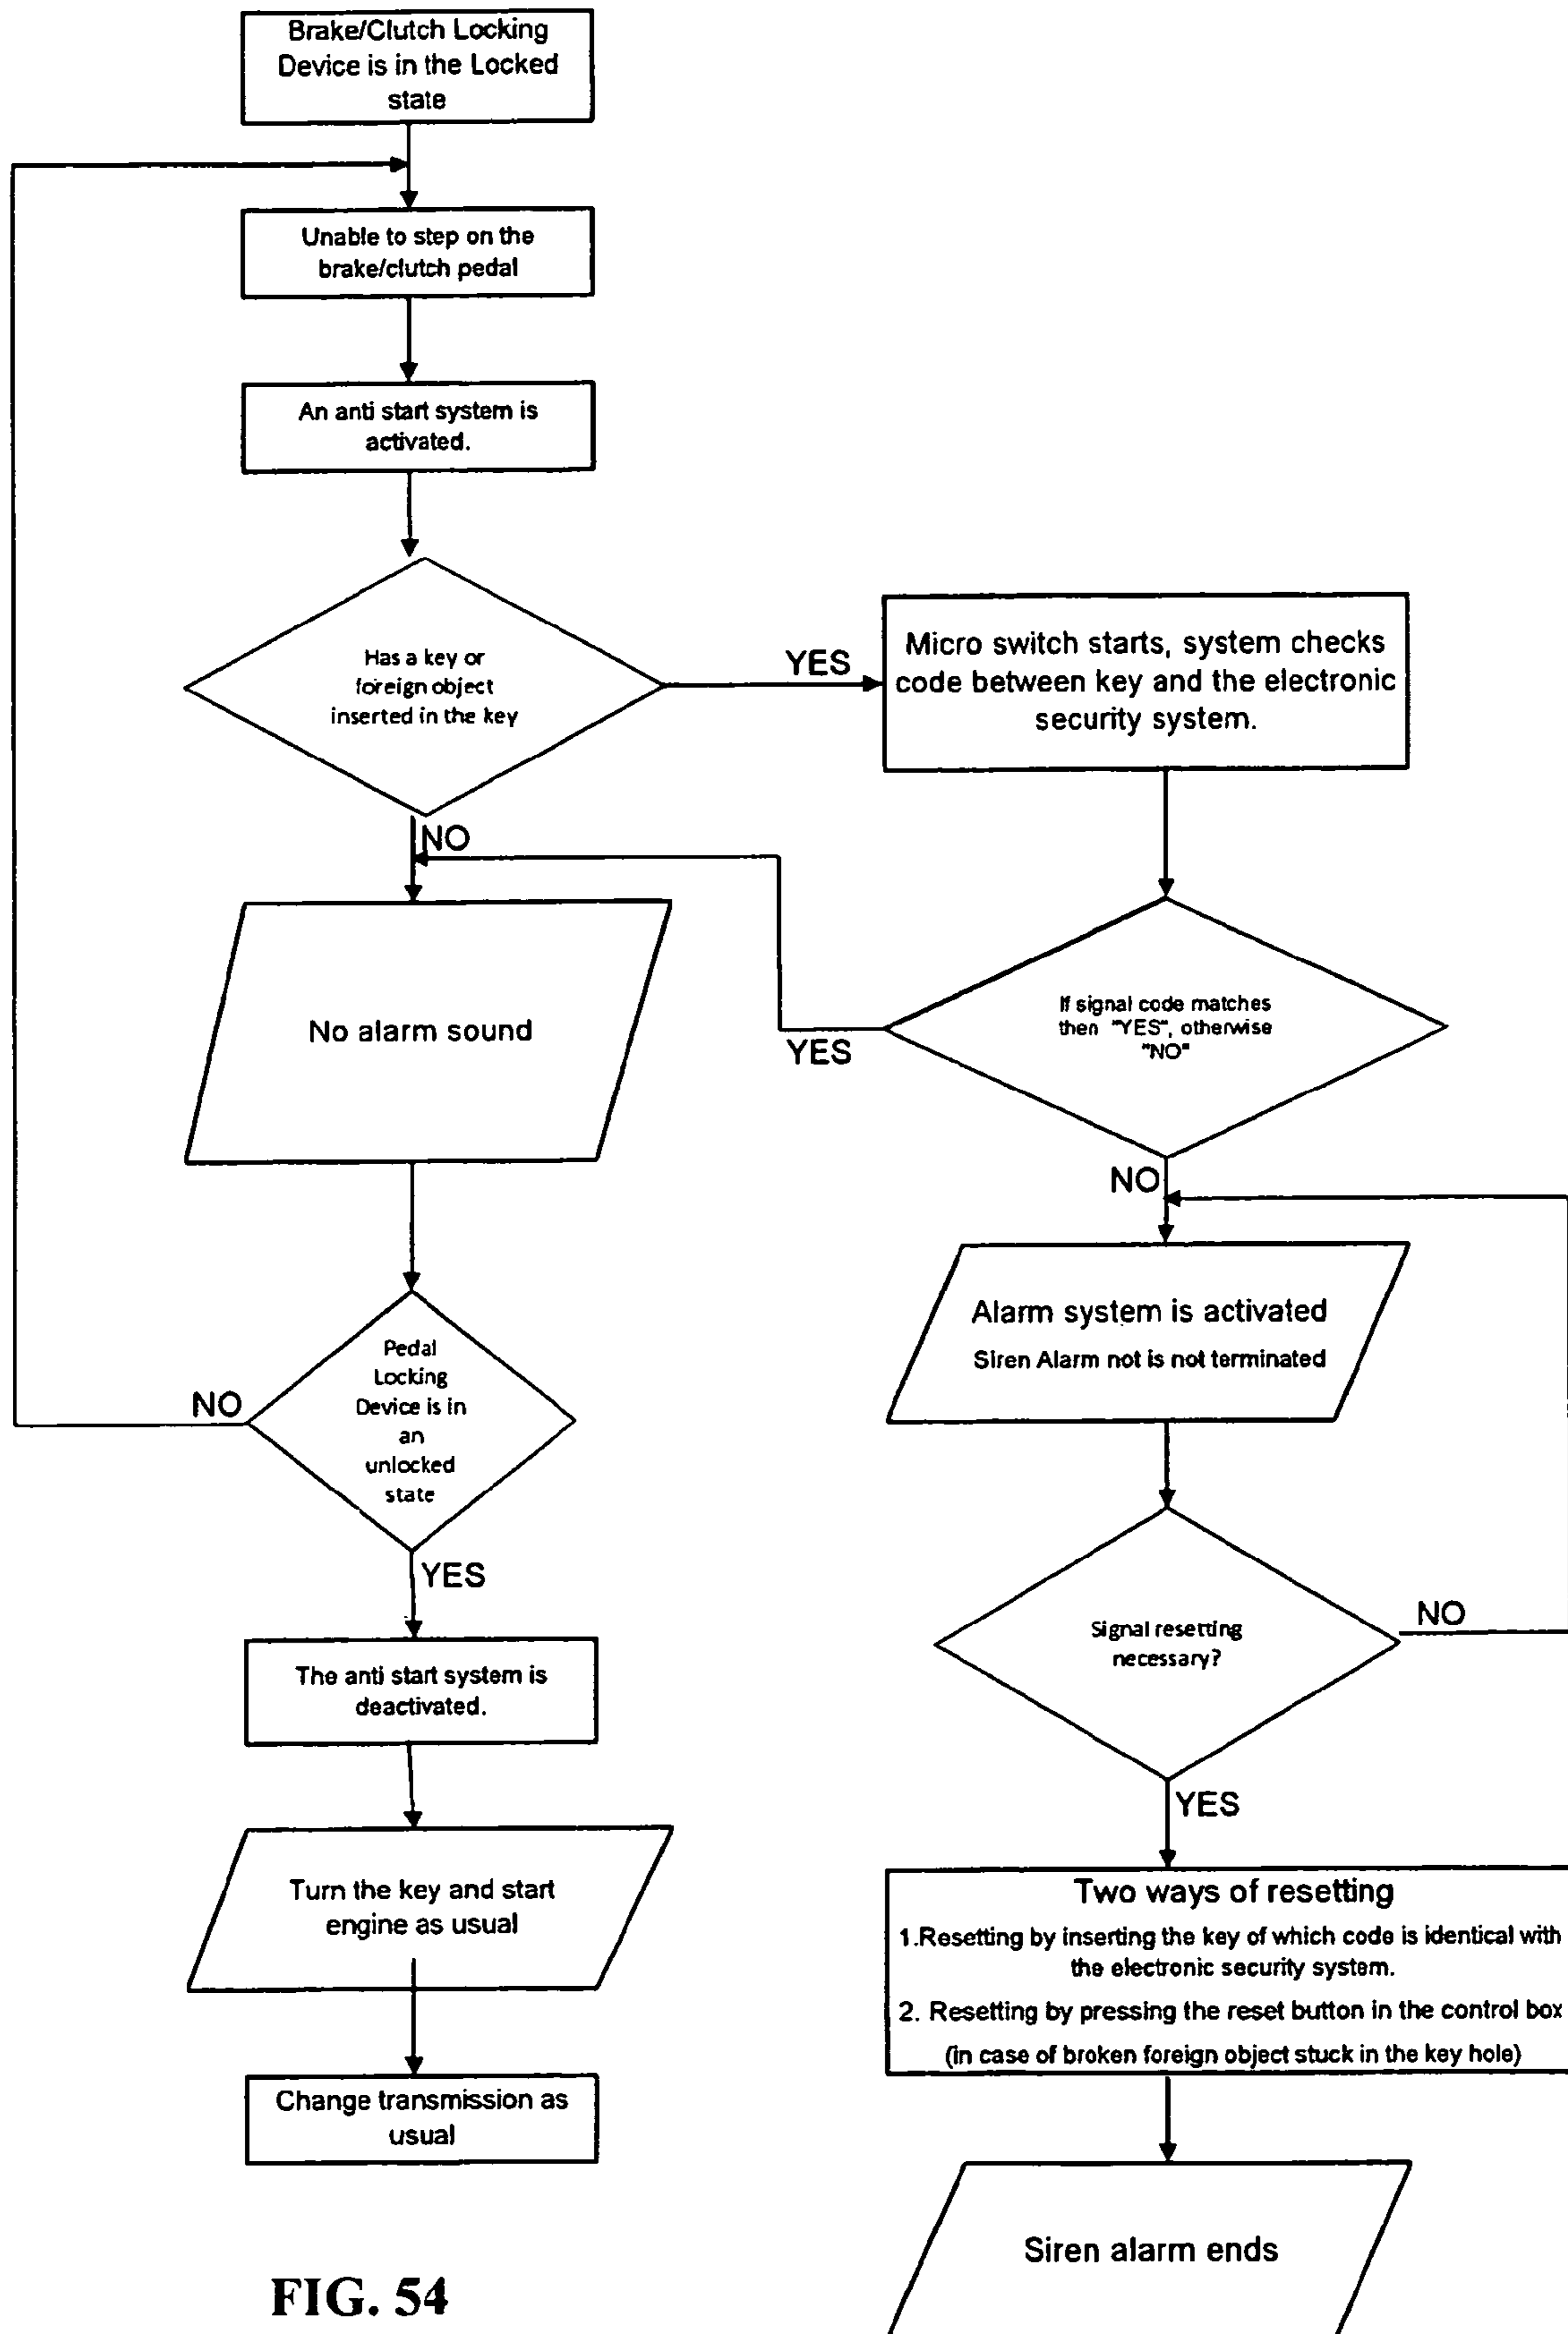 Brake/Clutch Locking
Device is in the Locked
state
Unable to step on the
brake/clutch pedal
An anti start system is
activated.
Has a key or
foreign object
inserted in the key
YES
Micro switch starts, system checks
code between key and the electronic
security system.
NO
No alarm sound
If signal code matches
then "YES", otherwise
"NO"
YES
NO
Alarm system is activated
Siren Alarm not is not terminated
Pedal
Locking
Device is in
an
unlocked
state
NO
YES
Signal resetting
necessary?
NO
YES
The anti start system is
deactivated.
Turn the key and start
engine as usual
Change transmission as
usual
Two ways of resetting
1.Resetting by inserting the key of which code is identical with
the electronic security system.
2. Resetting by pressing the reset button in the control box
(in case of broken foreign object stuck in the key hole)
Siren alarm ends
FIG. 54